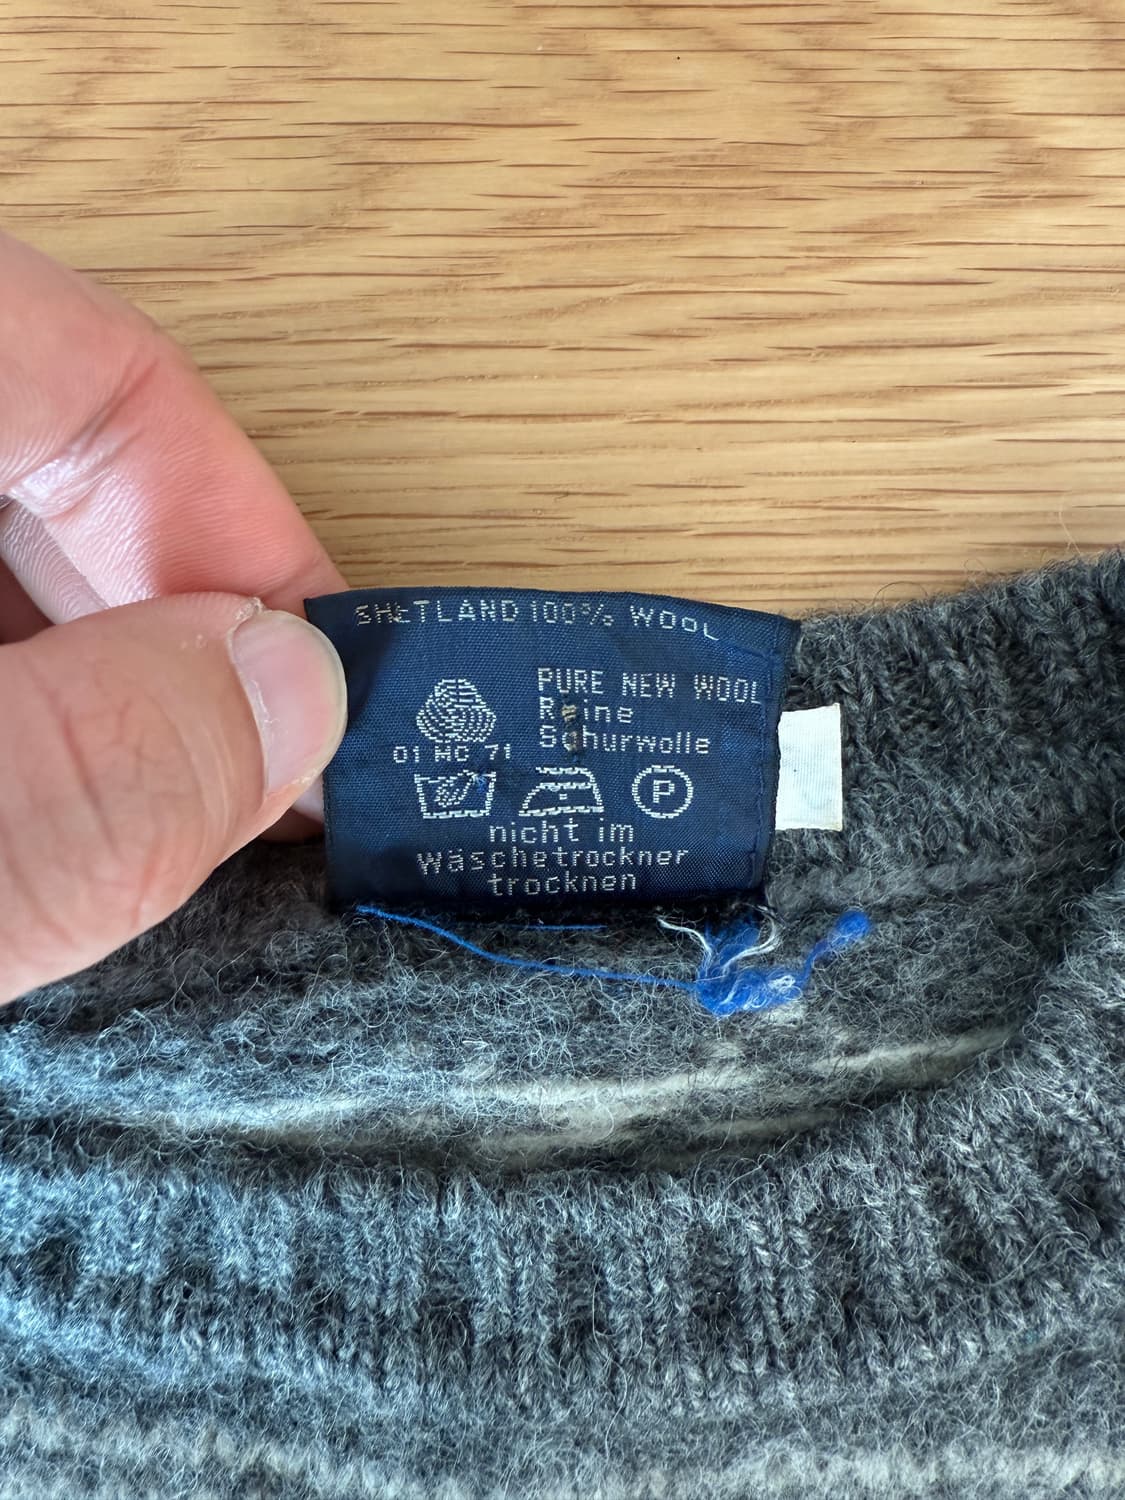 SHETLAND 100% WOOL
PURE NEW WOOL
Reine
Schurwolle
01 MC 71
P
nicht im
Wäschetrockner
trocknen